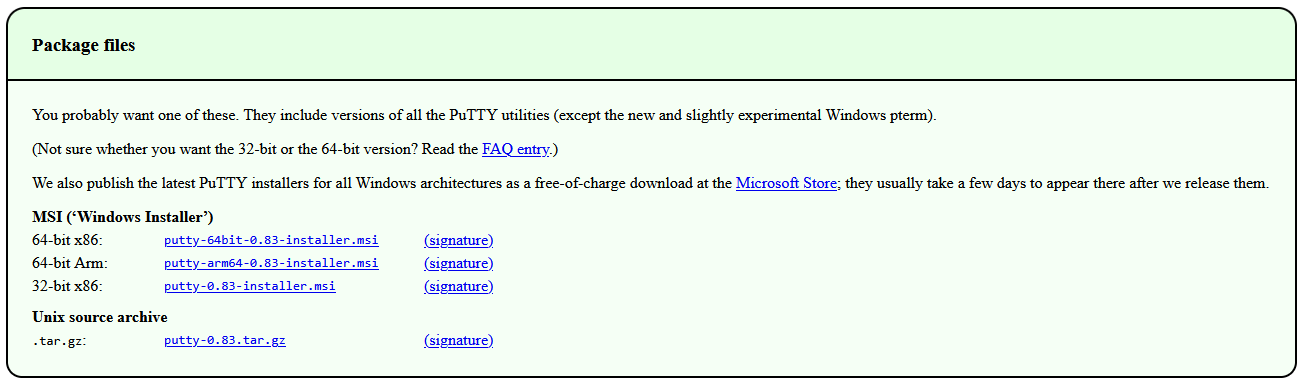 Package files
You probably want one of these. They include versions of all the PuTTY utilities (except the new and slightly experimental Windows pterm).
(Not sure whether you want the 32-bit or the 64-bit version? Read the FAQ entry.)
We also publish the latest PuTTY installers for all Windows architectures as a free-of-charge download at the Microsoft Store; they usually take a few days to appear there after we release them.
MSI (‘Windows Installer’)
64-bit x86: putty-64bit-0.83-installer.msi (signature)
64-bit Arm: putty-arm64-0.83-installer.msi (signature)
32-bit x86: putty-0.83-installer.msi (signature)
Unix source archive
.tar.gz: putty-0.83.tar.gz (signature)